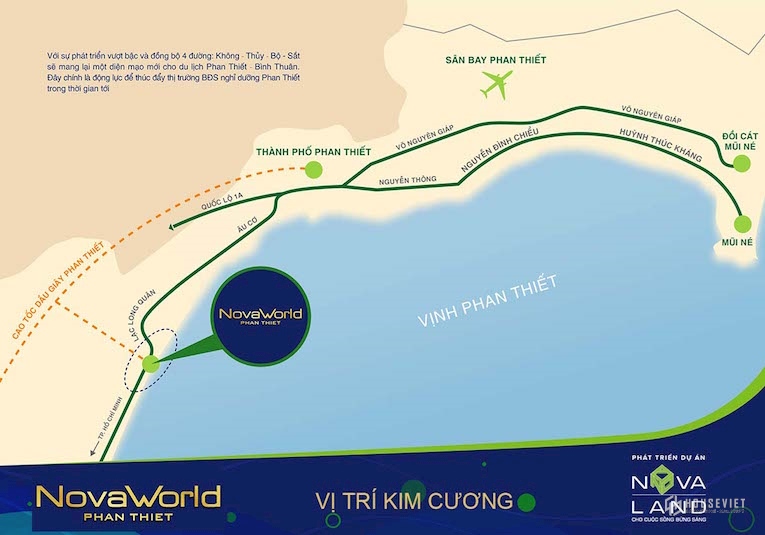 Với sự phát triển vượt bậc và đồng bộ 4 đường: Không - Thủy - Bộ - Sắt
sẽ mang lại một diện mạo mới cho du lịch Phan Thiết - Bình Thuân.
Đây chính là động lực để thúc đẩy thị trường BĐS nghỉ dưỡng Phan Thiết
trong thời gian tới
SÂN BAY PHAN THIẾT
VÕ NGUYÊN GIÁP
VÕ NGUYÊN GIÁP
NGUYỄN ĐÌNH CHIỂU
HUỲNH THÚC KHÁNG
ĐỒI CÁT
MŨI NÉ
THÀNH PHỐ PHAN THIẾT
NGUYỄN THÔNG
QUỐC LỘ 1A
ÂU CƠ
MŨI NÉ
CAO TỐC DẦU GIÂY PHAN THIẾT
LẠC LONG QUÂN
NovaWorld
PHAN THIET
VỊNH PHAN THIẾT
TP. HỒ CHÍ MINH
NovaWorld
PHAN THIET
VỊ TRÍ KIM CƯƠNG
PHÁT TRIỂN DỰ ÁN
NOVA
LAND
CHO CUỘC SỐNG BỪNG SÁNG
HOUSEVIET